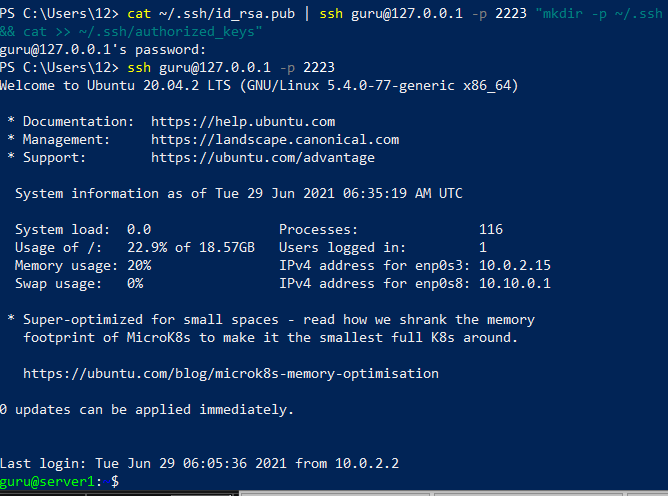 PS C:\Users\12> cat ~/.ssh/id_rsa.pub | ssh guru@127.0.0.1 -p 2223 "mkdir -p ~/.ssh
&& cat >> ~/.ssh/authorized_keys"
guru@127.0.0.1's password:
PS C:\Users\12> ssh guru@127.0.0.1 -p 2223
Welcome to Ubuntu 20.04.2 LTS (GNU/Linux 5.4.0-77-generic x86_64)
* Documentation:  https://help.ubuntu.com
* Management:     https://landscape.canonical.com
* Support:        https://ubuntu.com/advantage
System information as of Tue 29 Jun 2021 06:35:19 AM UTC
System load:  0.0                Processes:               116
Usage of /:   22.9% of 18.57GB   Users logged in:         1
Memory usage: 20%                IPv4 address for enp0s3: 10.0.2.15
Swap usage:   0%                 IPv4 address for enp0s8: 10.10.0.1
* Super-optimized for small spaces - read how we shrank the memory
footprint of MicroK8s to make it the smallest full K8s around.
https://ubuntu.com/blog/microk8s-memory-optimisation
0 updates can be applied immediately.
Last login: Tue Jun 29 06:05:36 2021 from 10.0.2.2
guru@server1:~$